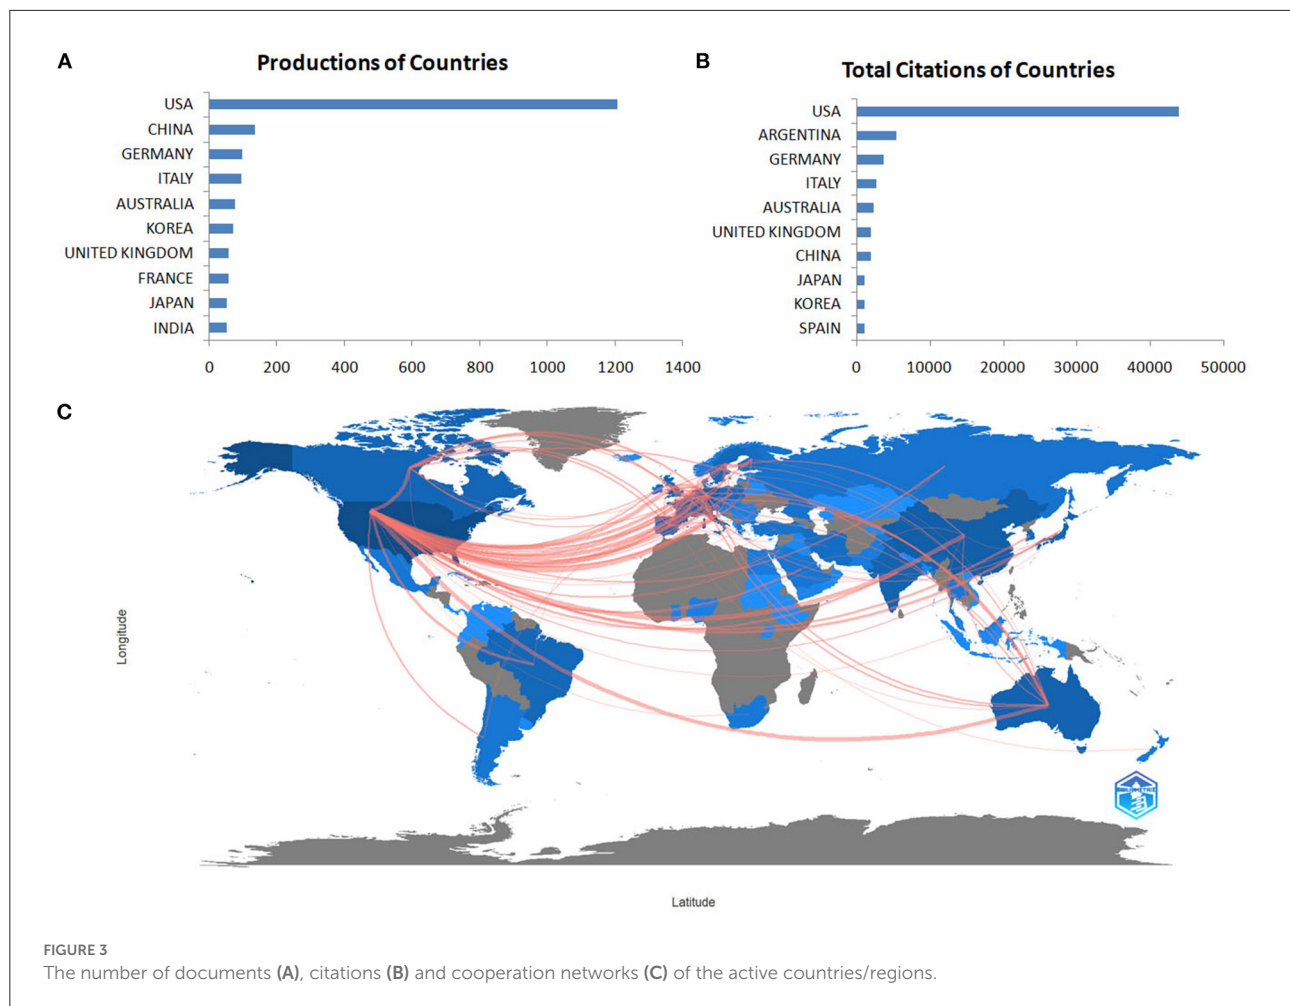 A
Productions of Countries
USA
CHINA
GERMANY
ITALY
AUSTRALIA
KOREA
UNITED KINGDOM
FRANCE
JAPAN
INDIA
0 200 400 600 800 1000 1200 1400
B
Total Citations of Countries
USA
ARGENTINA
GERMANY
ITALY
AUSTRALIA
UNITED KINGDOM
CHINA
JAPAN
KOREA
SPAIN
0 10000 20000 30000 40000 50000
C
Longitude
BIBLIOMETRIX
Latitude
FIGURE 3
The number of documents (A), citations (B) and cooperation networks (C) of the active countries/regions.